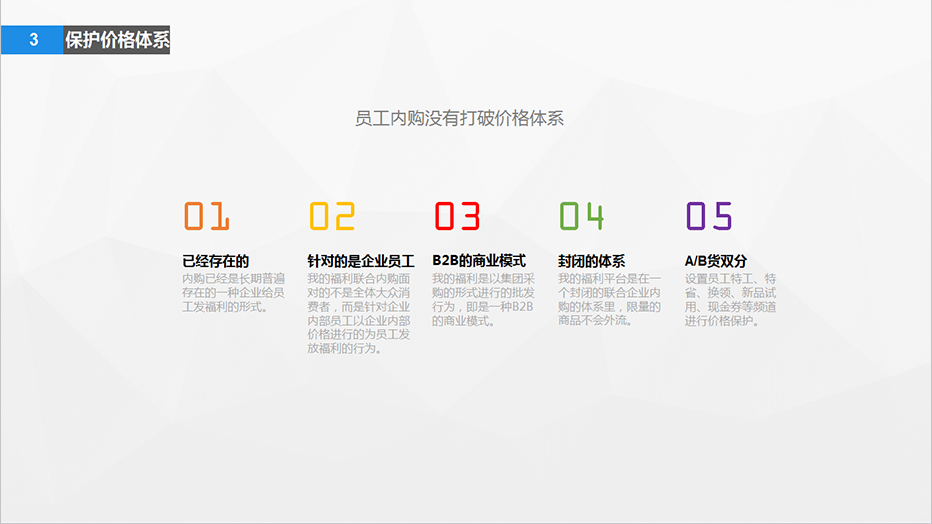 3 保护价格体系
员工内购没有打破价格体系
01
已经存在的
内购已经是长期普遍
存在的一种企业给员
工发福利的形式。
02
针对的是企业员工
我的福利联合内购面
对的不是全体大众消
费者，而是针对企业
内部员工以企业内部
价格进行的为员工发
放福利的行为。
03
B2B的商业模式
我的福利是以集团采
购的形式进行的批发
行为，即是一种B2B
的商业模式。
04
封闭的体系
我的福利平台是在一
个封闭的联合企业内
购的体系里，限量的
商品不会外流。
05
A/B货双分
设置员工特工、特
省、换领、新品试
用、现金券等频道
进行价格保护。